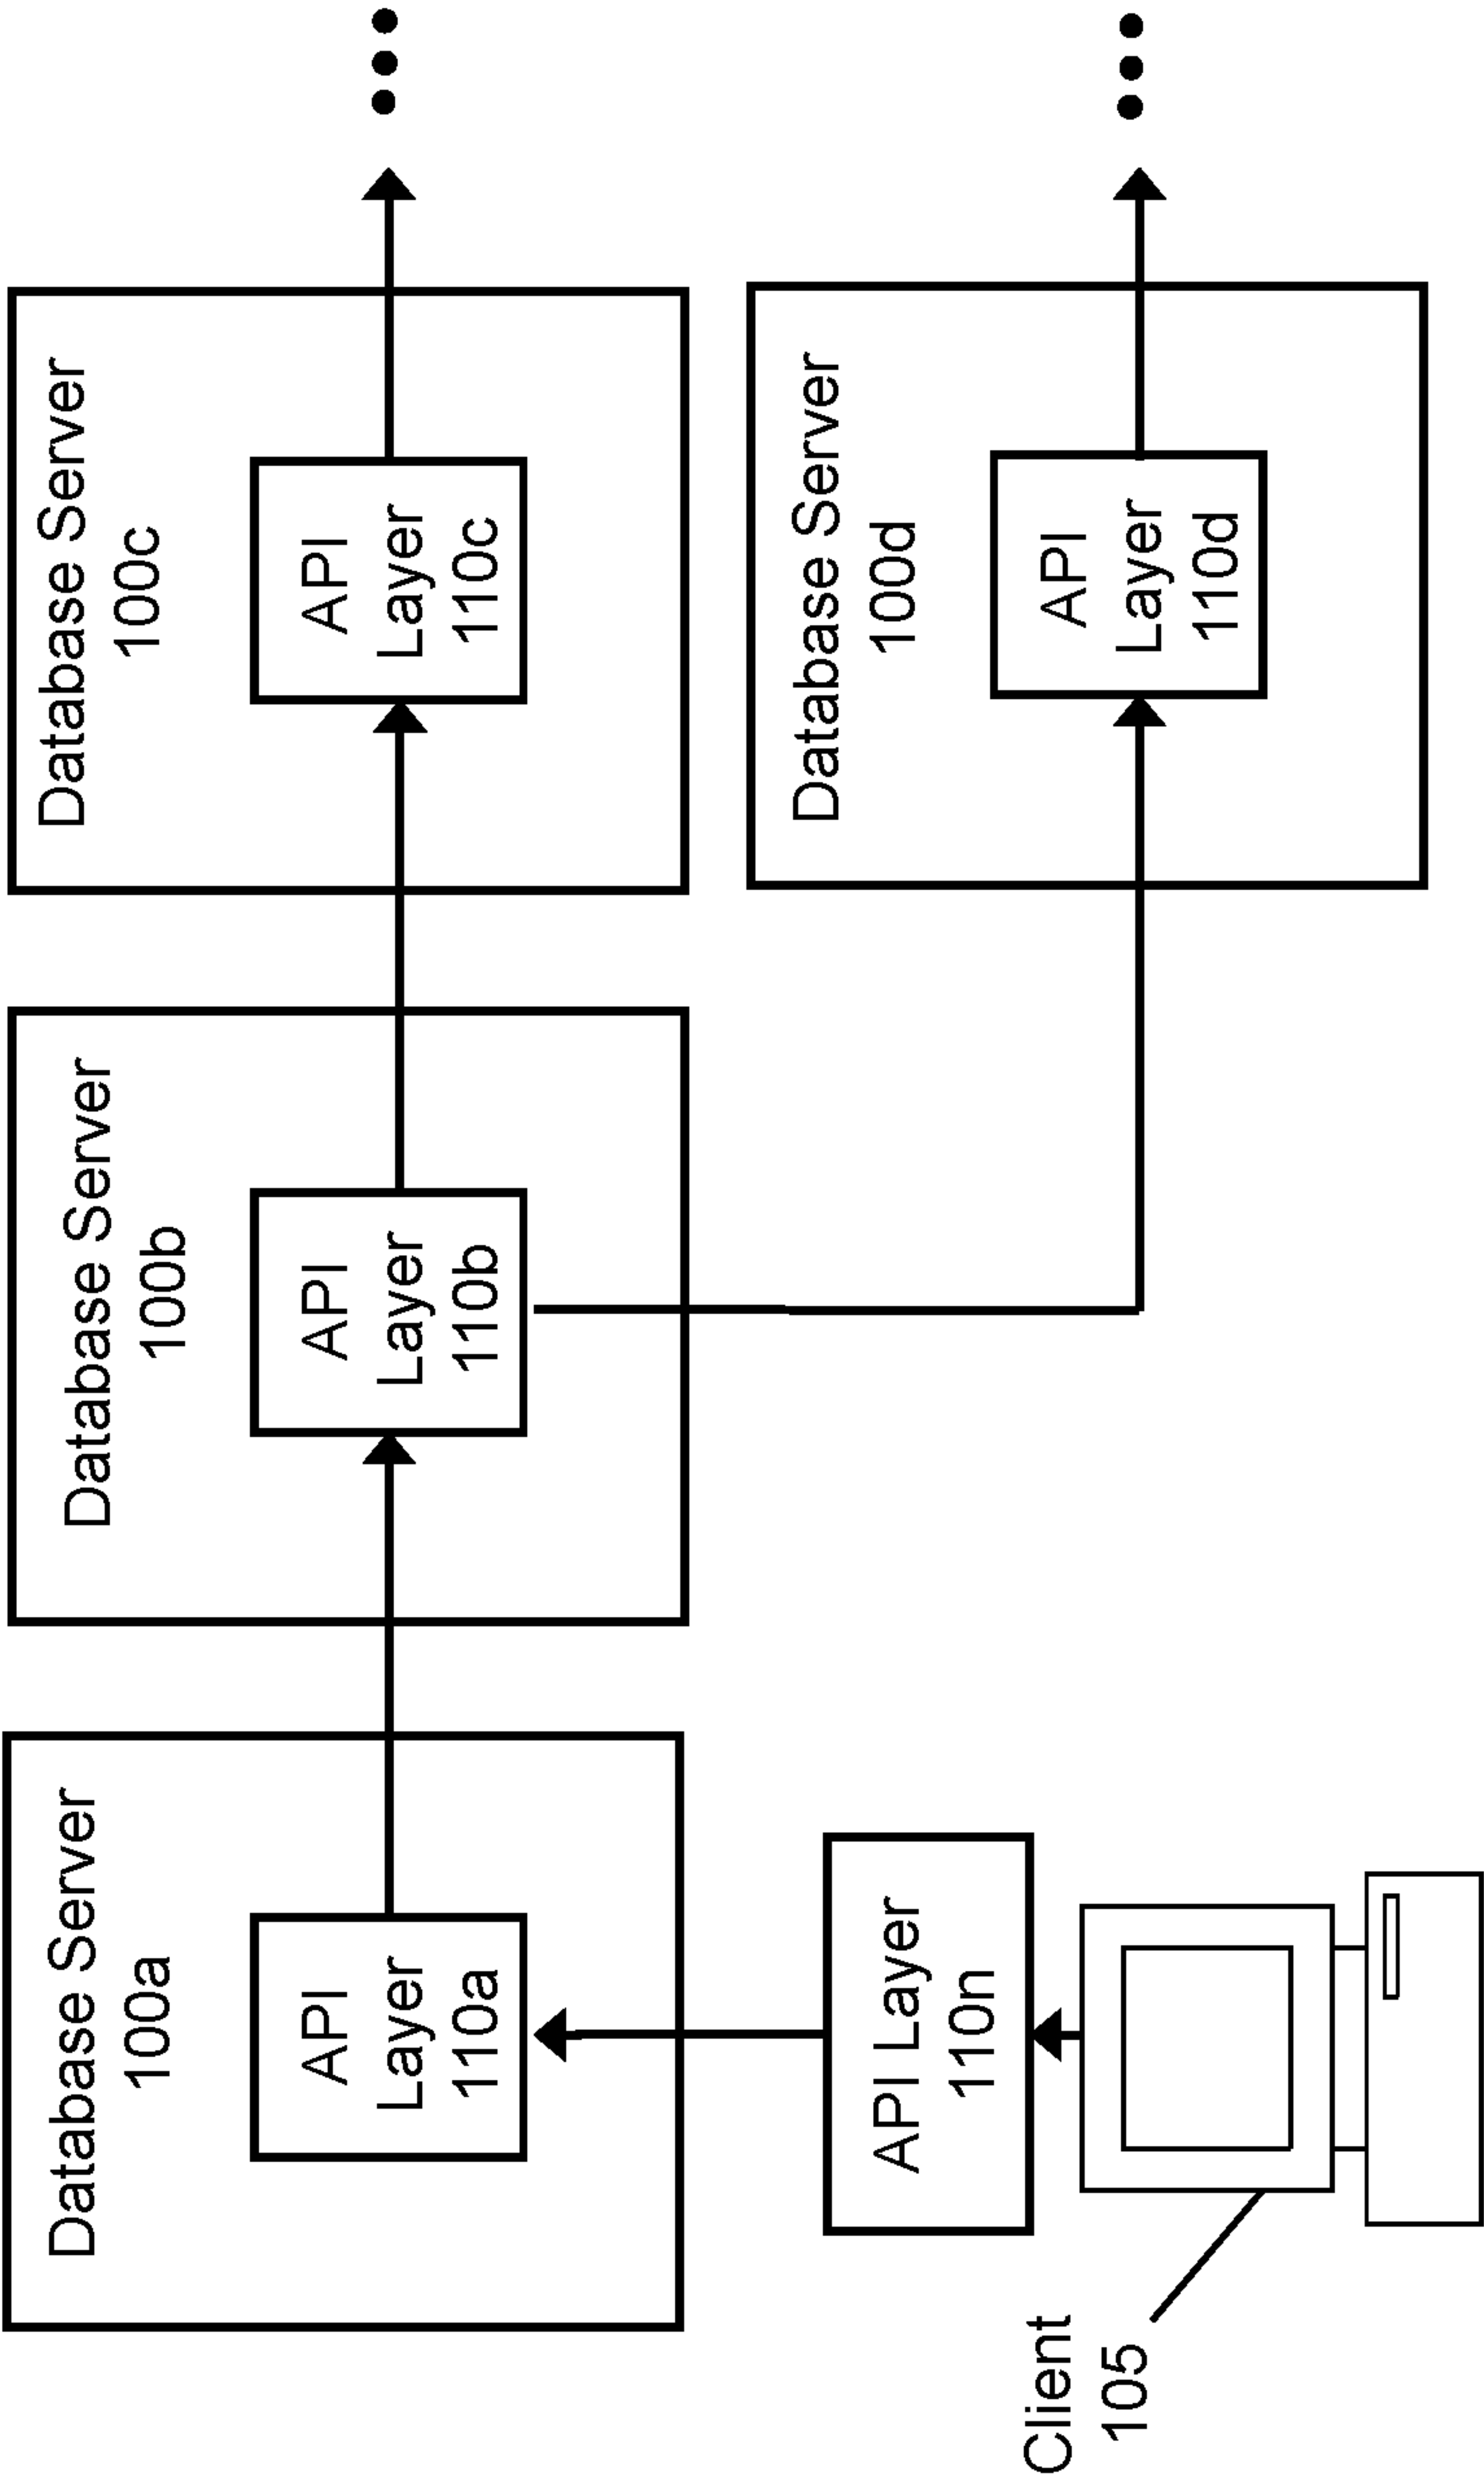 Database Server
100a
API
Layer
110a
Database Server
100b
API
Layer
110b
Database Server
100c
API
Layer
110c
API Layer
110n
Database Server
100d
API
Layer
110d
Client
105